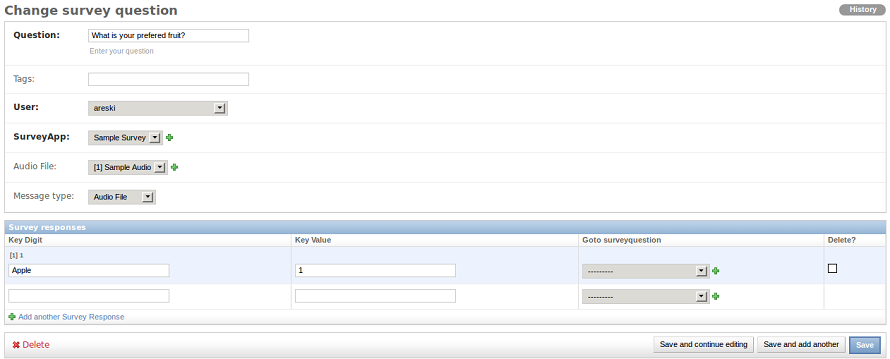 Change survey question
History
Question: What is your prefered fruit?
Enter your question
Tags:
User: areski
SurveyApp: Sample Survey
Audio File: [1] Sample Audio
Message type: Audio File
Survey responses
Key Digit Key Value Goto surveyquestion Delete?
[1] 1
Apple 1 ---------
---------
Add another Survey Response
Delete Save and continue editing Save and add another Save